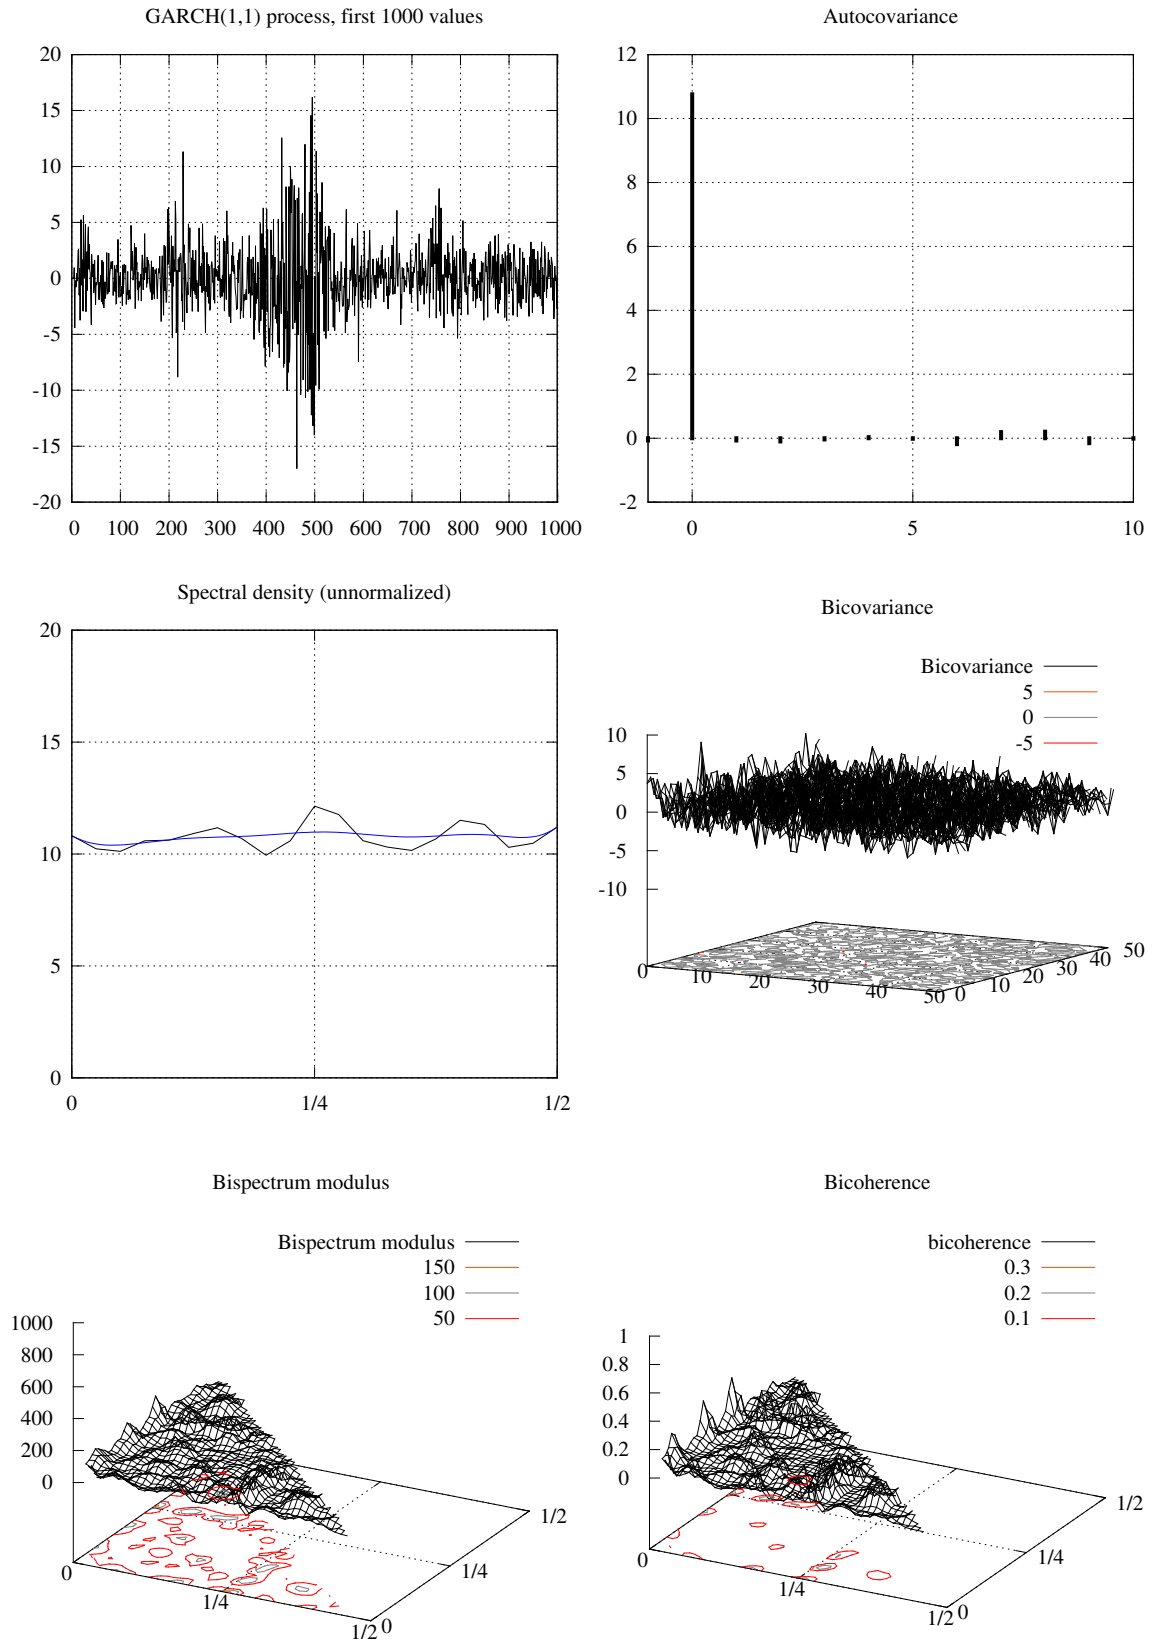 GARCH(1,1) process, first 1000 values
20
15
10
5
0
-5
-10
-15
-20
0 100 200 300 400 500 600 700 800 900 1000
Autocovariance
12
10
8
6
4
2
0
-2
0 5 10
Spectral density (unnormalized)
20
15
10
5
0
0 1/4 1/2
Bicovariance
Bicovariance
5
0
-5
10
5
0
-5
-10
0 10 20 30 40 50
0 10 20 30 40 50
Bispectrum modulus
Bispectrum modulus
150
100
50
1000
800
600
400
200
0
0 1/4 1/2
0 1/4 1/2
Bicoherence
bicoherence
0.3
0.2
0.1
1
0.8
0.6
0.4
0.2
0
0 1/4 1/2
0 1/4 1/2